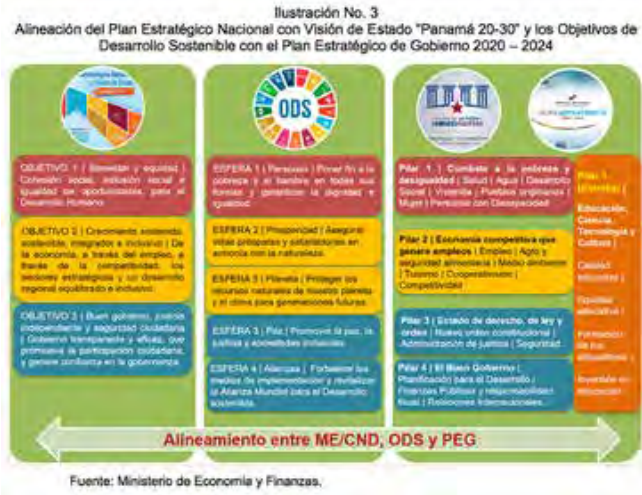 Ilustración No. 3
Alineación del Plan Estratégico Nacional con Visión de Estado "Panamá 20-30" y los Objetivos de
Desarrollo Sostenible con el Plan Estratégico de Gobierno 2020 – 2024
OBJETIVO 1 | Bienestar y equidad |
Cohesión social, inclusión social e
igualdad de oportunidades, para el
Desarrollo Humano.
OBJETIVO 2 | Crecimiento sostenido,
sostenible, integrados e inclusivo | De
la economía, a través del empleo, a
través de la competitividad, los
sectores estratégicos y un desarrollo
regional equilibrado e inclusivo.
OBJETIVO 3 | Buen gobierno, justicia
independiente y seguridad ciudadana
| Gobierno transparente y eficaz, que
promueva la participación ciudadana,
y genere confianza en la gobernanza.
ODS
ESFERA 1 | Personas | Poner fin a la
pobreza y el hambre en todas sus
formas y garantizar la dignidad e
igualdad.
ESFERA 2 | Prosperidad | Asegurar
vidas prósperas y satisfactorias en
armonía con la naturaleza.
ESFERA 3 | Planeta | Proteger los
recursos naturales de nuestro planeta
y el clima para generaciones futuras.
ESFERA 3 | Paz | Promover la paz, la
justicia y sociedades inclusivas.
ESFERA 4 | Alianzas | Fortalecer los
medios de implementación y revitalizar
la Alianza Mundial para el Desarrollo
sostenible.
Pilar 1 | Combate a la pobreza y
desigualdad | Salud | Agua | Desarrollo
Social | Vivienda | Pueblos originarios |
Mujer | Personas con Discapacidad
Pilar 2 | Economía competitiva que
genere empleos | Empleo | Agro y
seguridad alimentaria | Medio ambiente
| Turismo | Cooperativismo |
Competitividad
Pilar 3 | Estado de derecho, de ley y
orden | Nuevo orden constitucional |
Administración de justicia | Seguridad
Pilar 4 | El Buen Gobierno |
Planificación para el Desarrollo |
Finanzas Públicas y responsabilidad
fiscal | Relaciones Internacionales
Educación,
Ciencia,
Tecnología y
Cultura |
Calidad
educativa |
educativa |
Formación
de los
educadores |
Inversión en
educación
Alineamiento entre ME/CND, ODS y PEG
Fuente: Ministerio de Economía y Finanzas.